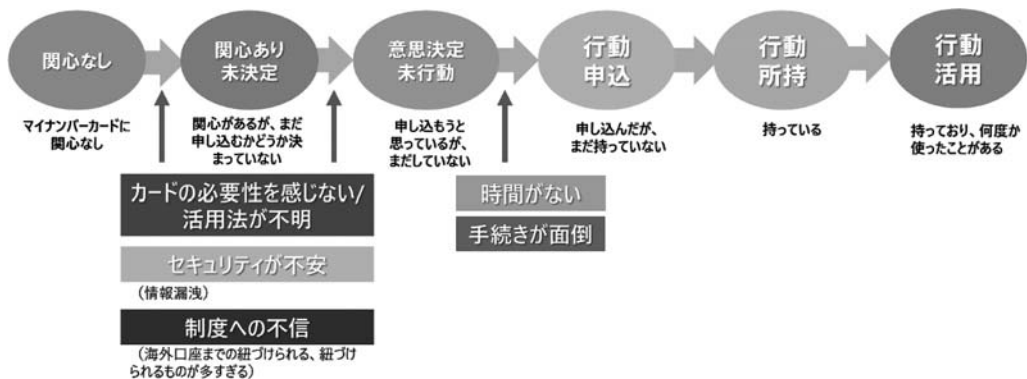 関心なし
関心あり
未決定
意思決定
未行動
行動
申込
行動
所持
行動
活用
マイナンバーカードに
関心なし
関心があるが、まだ
申し込むかどうか決
まっていない
申し込もうと
思っているが、
まだしていない
申し込んだが、
まだ持っていない
持っている
持っており、何度か
使ったことがある
カードの必要性を感じない/
活用法が不明
セキュリティが不安
（情報漏洩）
制度への不信
（海外口座までの紐づけられる、紐づけ
られるものが多すぎる）
時間がない
手続きが面倒